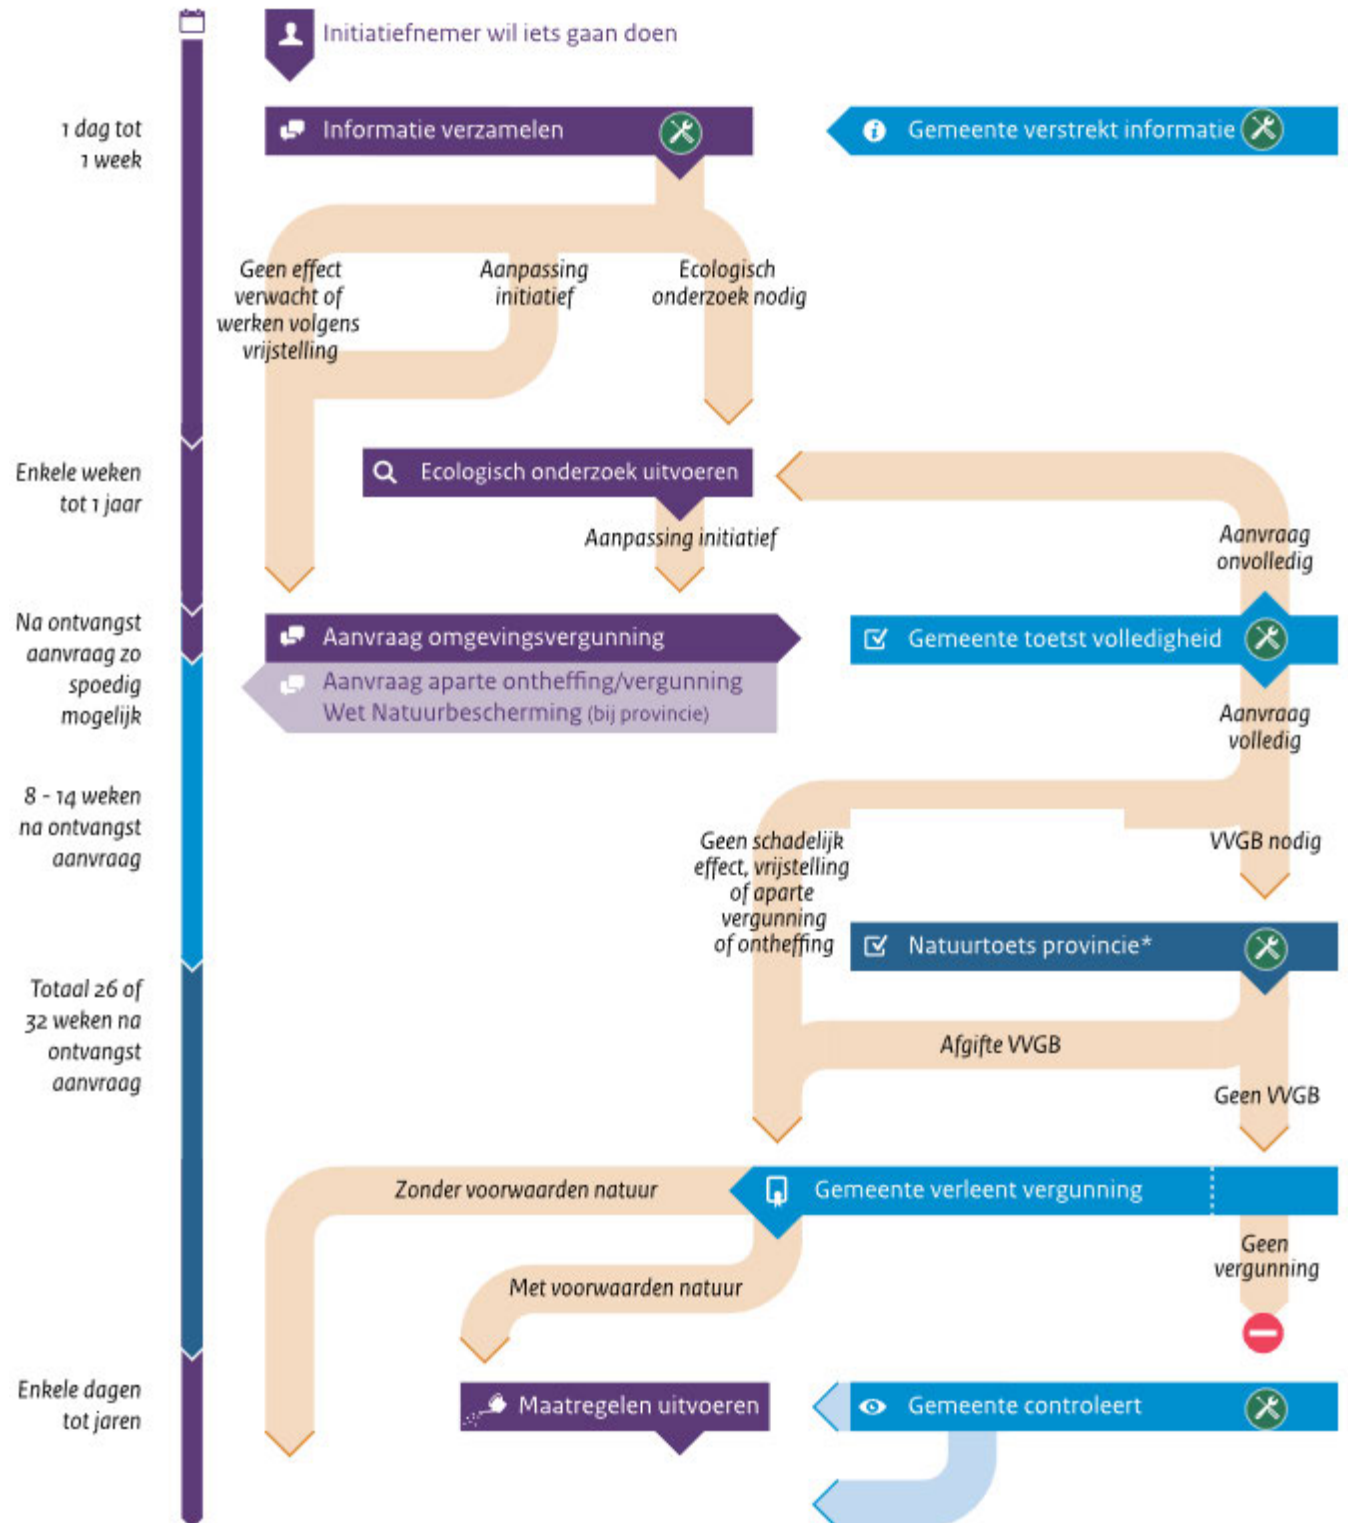 Initiatiefnemer wil iets gaan doen
1 dag tot
1 week
Informatie verzamelen
Gemeente verstrekt informatie
Geen effect
verwacht of
werken volgens
vrijstelling
Aanpassing
initiatief
Ecologisch
onderzoek nodig
Enkele weken
tot 1 jaar
Ecologisch onderzoek uitvoeren
Aanpassing initiatief
Aanvraag
onvolledig
Na ontvangst
aanvraag zo
spoedig
mogelijk
Aanvraag omgevingsvergunning
Aanvraag aparte ontheffing/vergunning
Wet Natuurbescherming (bij provincie)
Gemeente toetst volledigheid
Aanvraag
volledig
8 - 14 weken
na ontvangst
aanvraag
Geen schadelijk
effect, vrijstelling
of aparte
vergunning
of ontheffing
VVGB nodig
Natuurtoets provincie*
Totaal 26 of
32 weken na
ontvangst
aanvraag
Afgifte VVGB
Geen VVGB
Zonder voorwaarden natuur
Gemeente verleent vergunning
Geen
vergunning
Met voorwaarden natuur
Enkele dagen
tot jaren
Maatregelen uitvoeren
Gemeente controleert